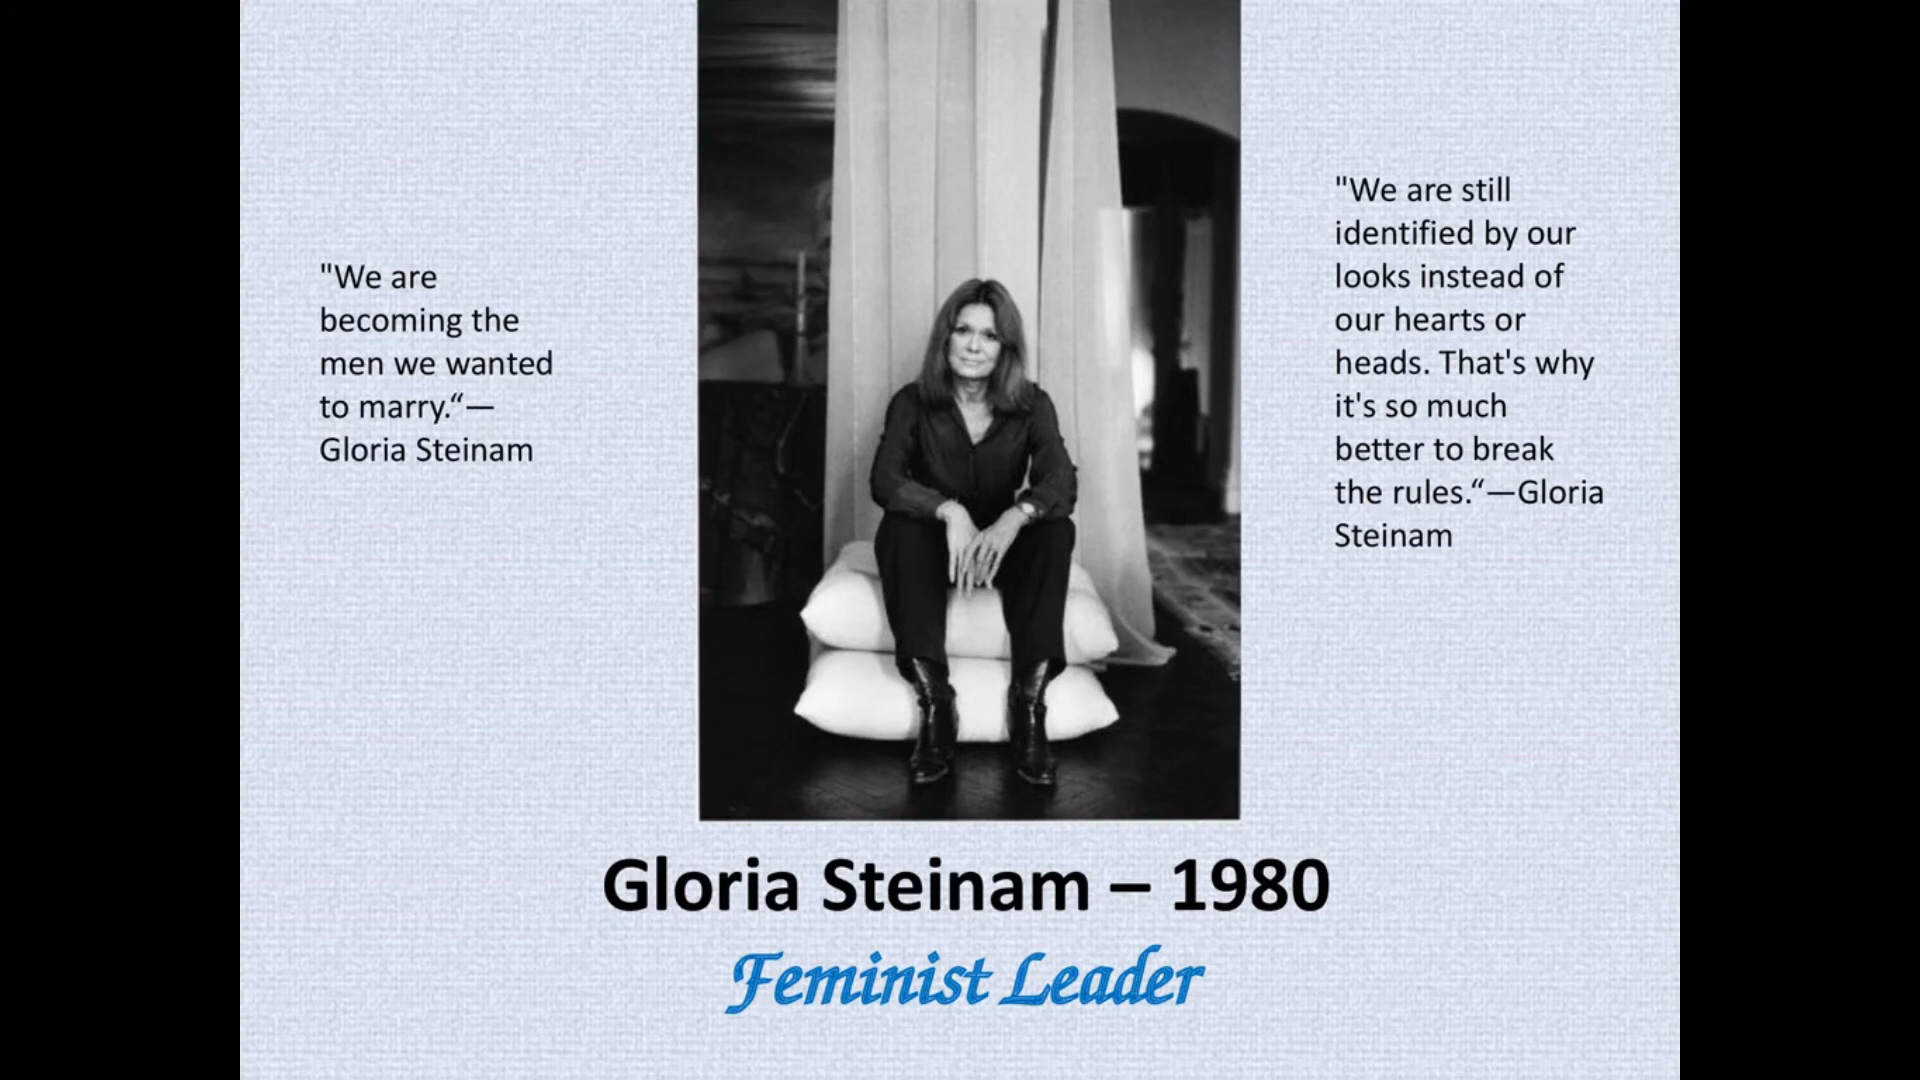 "We are
becoming the
men we wanted
to marry.“—
Gloria Steinam
"We are still
identified by our
looks instead of
our hearts or
heads. That's why
it's so much
better to break
the rules.“—Gloria
Steinam
Gloria Steinam – 1980
Feminist Leader